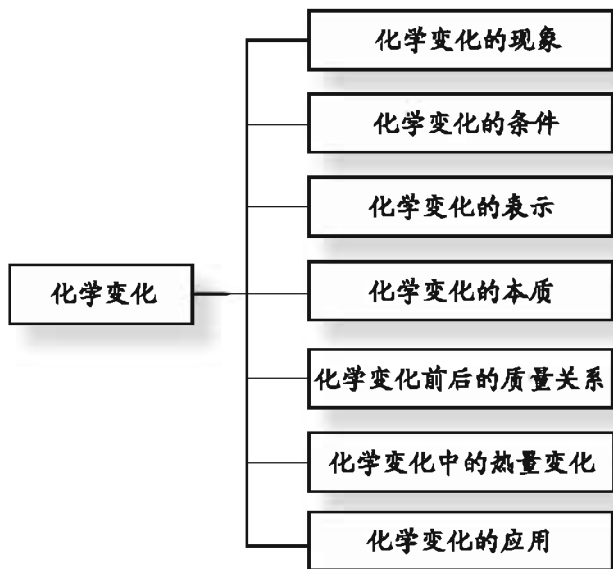 化学变化
化学变化的现象
化学变化的条件
化学变化的表示
化学变化的本质
化学变化前后的质量关系
化学变化中的热量变化
化学变化的应用